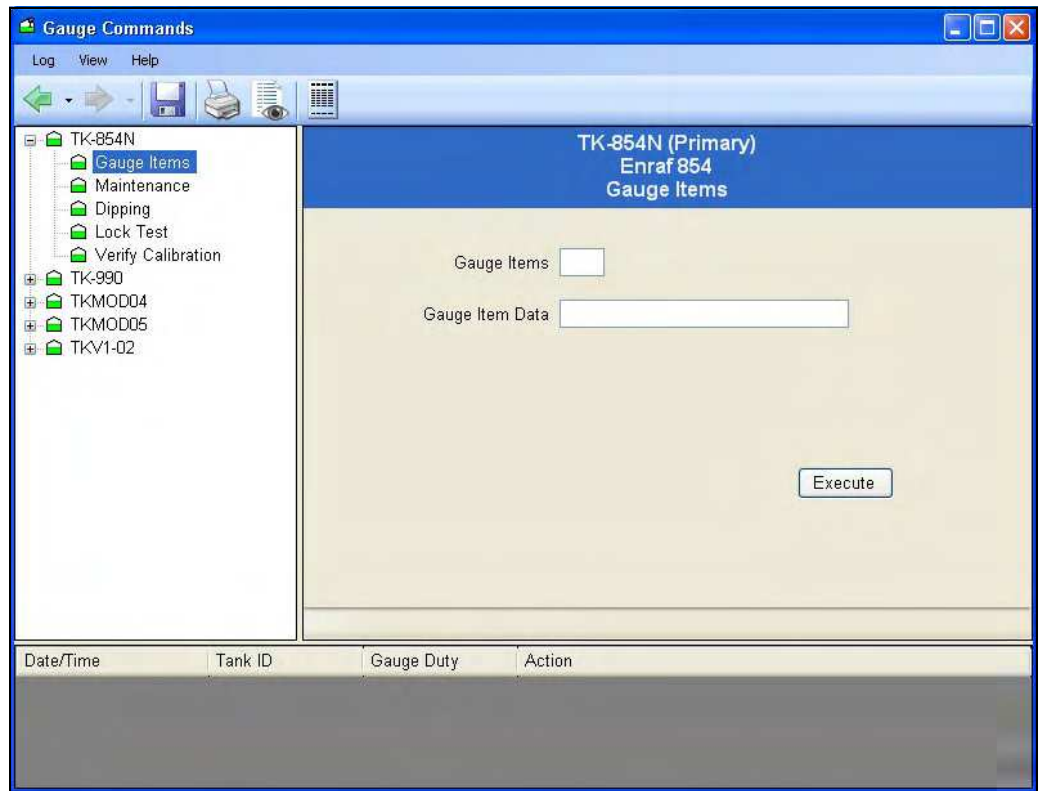 Gauge Commands
Log View Help
TK-854N
Gauge Items
Maintenance
Dipping
Lock Test
Verify Calibration
TK-990
TKMOD04
TKMOD05
TKV1-02
TK-854N (Primary)
Enraf 854
Gauge Items
Gauge Items
Gauge Item Data
Execute
Date/Time Tank ID Gauge Duty Action